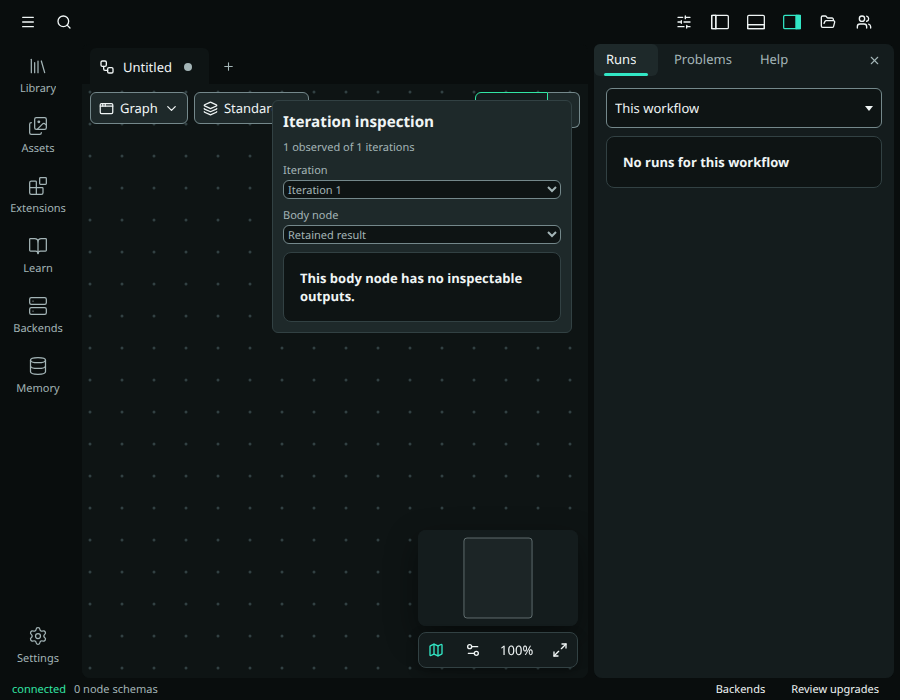 Untitled
Runs
Problems
Help
Library
Assets
Extensions
Learn
Backends
Memory
Settings
Graph
Iteration inspection
1 observed of 1 iterations
Iteration
Iteration 1
Body node
Retained result
This body node has no inspectable
outputs.
This workflow
No runs for this workflow
100%
connected
0 node schemas
Backends
Review upgrades